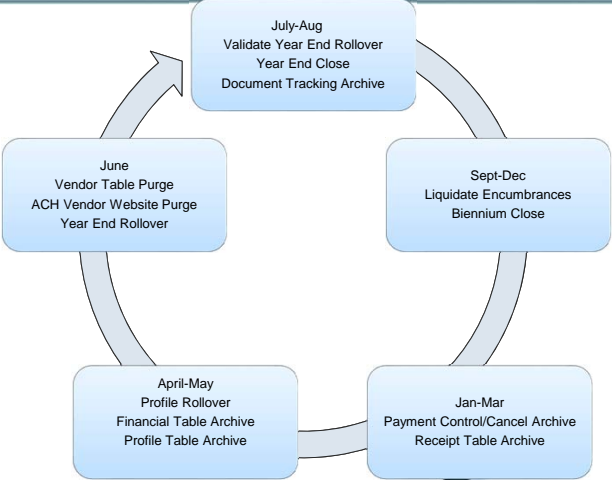 July-Aug
Validate Year End Rollover
Year End Close
Document Tracking Archive
Sept-Dec
Liquidate Encumbrances
Biennium Close
Jan-Mar
Payment Control/Cancel Archive
Receipt Table Archive
April-May
Profile Rollover
Financial Table Archive
Profile Table Archive
June
Vendor Table Purge
ACH Vendor Website Purge
Year End Rollover